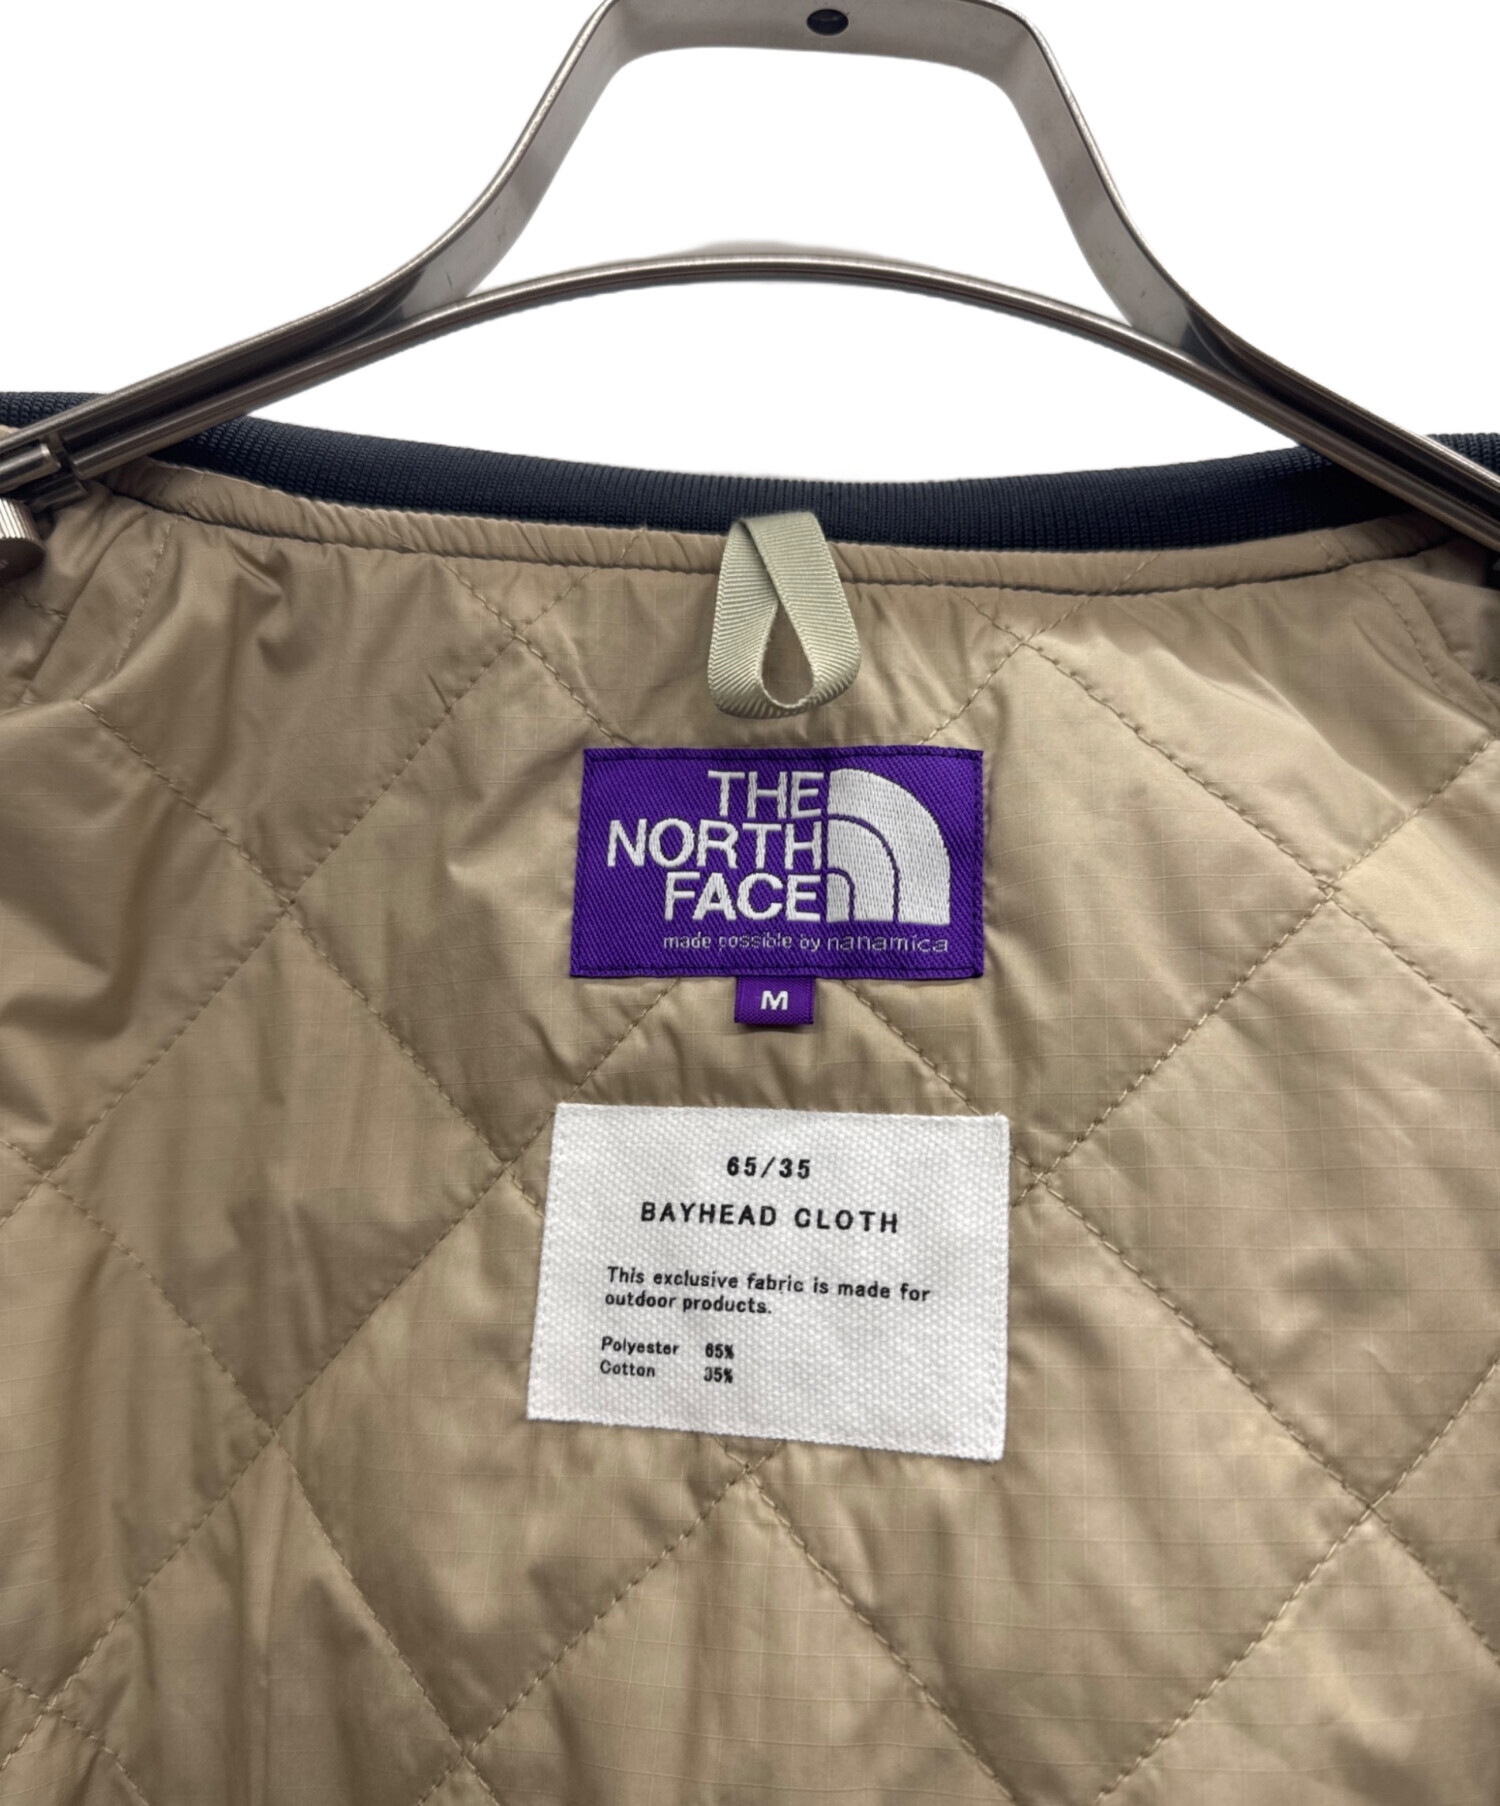 THE
NORTH
FACE
made possible by nanamica
M
65/35
BAYHEAD CLOTH
This exclusive fabric is made for
outdoor products.
Polyester 65%
Cotton 35%